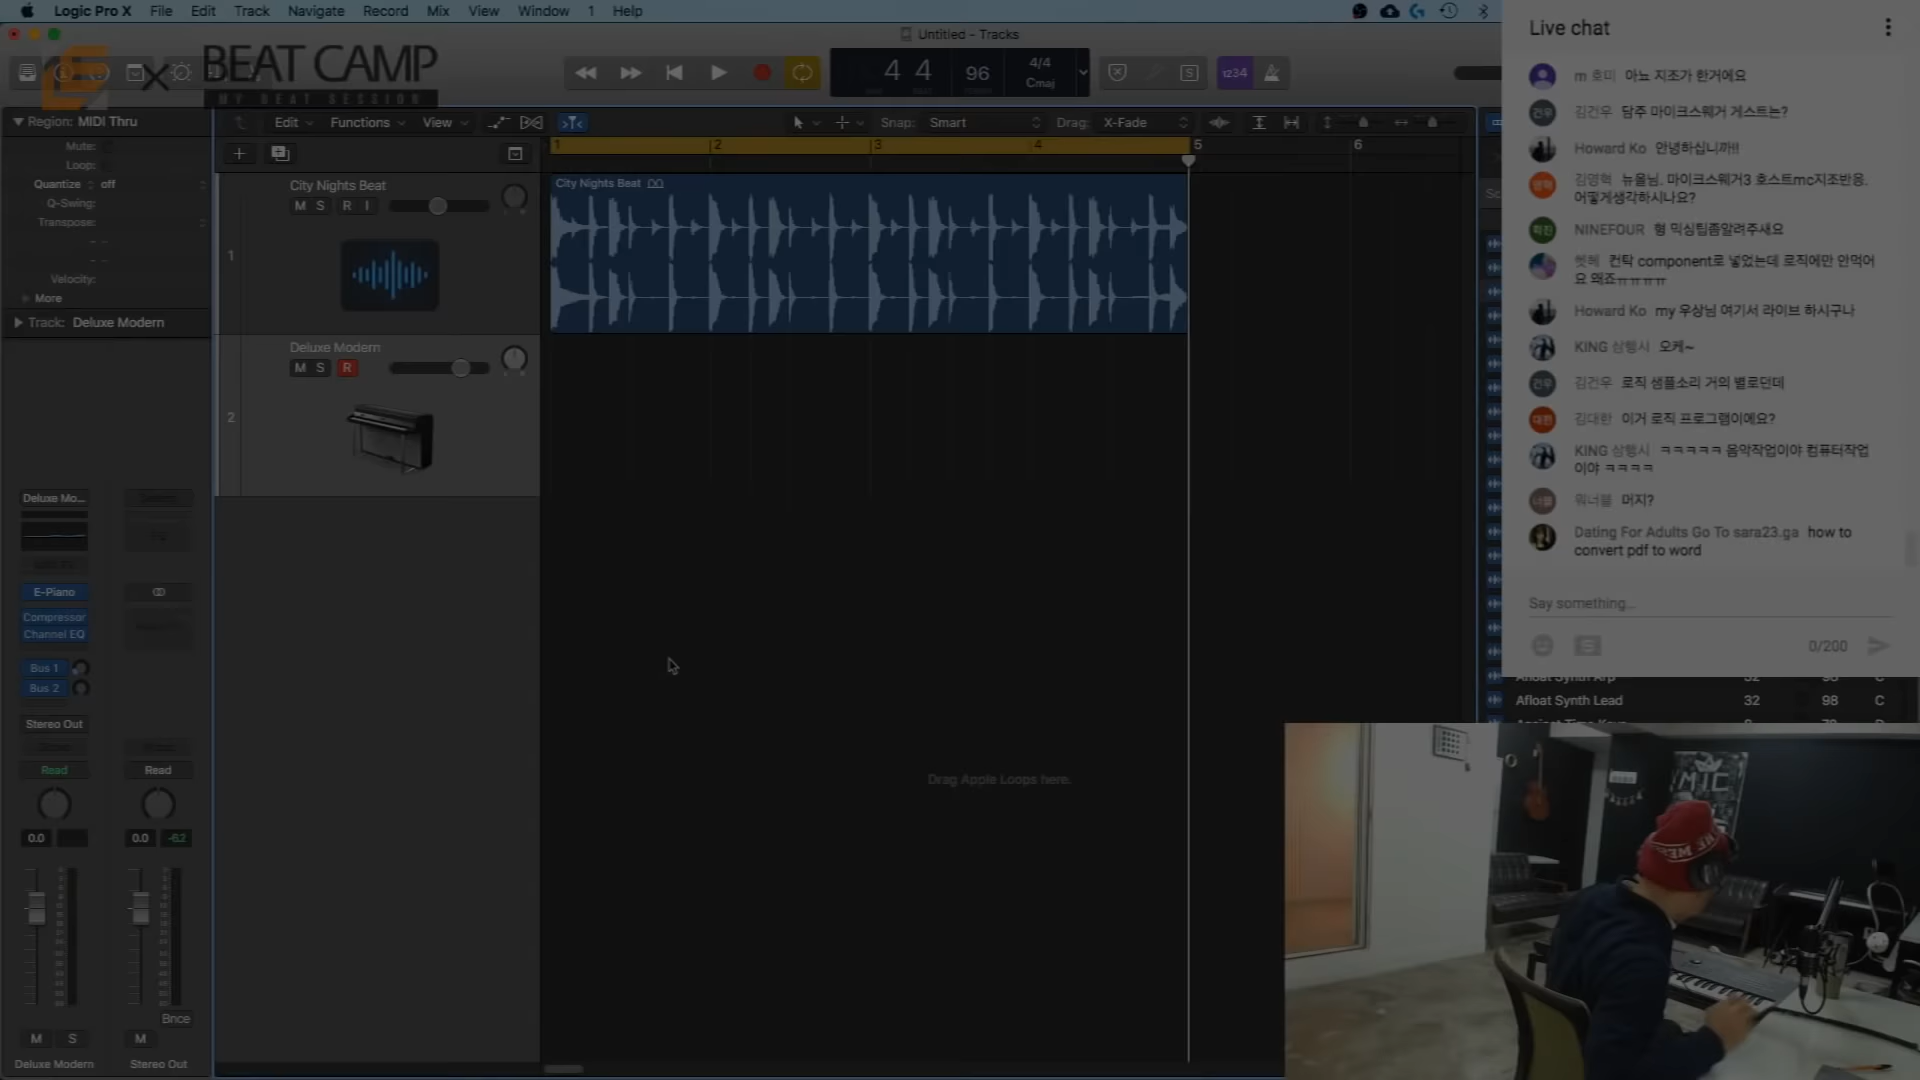 Logic Pro X File Edit Track Navigate Record Mix View Window 1 Help
Untitled - Tracks
BEAT CAMP
MY BEAT SESSION
4 4 96 4/4
Cmaj
1234
Region: MIDI Thru
Edit Functions View Snap: Smart Drag: X-Fade
Mute:
Loop:
Quantize off
Q-Swing:
Transpose:
Velocity:
More
Track: Deluxe Modern
1 2 3 4 5 6
City Nights Beat
M S R I
1
City Nights Beat
Deluxe Modern
M S R
2
Drag Apple Loops here.
Deluxe Mo...
E-Piano
Compressor
Channel EQ
Bus 1
Bus 2
Stereo Out
Read Read
0.0 0.0 -62
Bnce
M S M
Deluxe Modern Stereo Out
Live chat
m 호미 아뇨 지조가 한거에요
김건우 담주 마이크스웨거 게스트는?
Howard Ko 안녕하십니까!!
김영혁 뉴올님. 마이크스웨거3 호스트mc지조반응.
어떻게생각하시나요?
NINEFOUR 형 믹싱팁좀알려주새요
컨탁 component로 넣었는데 로직에만 안먹어
요 왜죠ㅠㅠㅠㅠ
Howard Ko my 우상님 여기서 라이브 하시구나
KING 삼행시 오케~
김건우 로직 샘플소리 거의 별로던데
김대한 이거 로직 프로그램이에요?
KING 삼행시 ㅋㅋㅋㅋㅋ 음악작업이야 컴퓨터작업
이야 ㅋㅋㅋㅋ
워너블 머지?
Dating For Adults Go To sara23.ga how to
convert pdf to word
Say something...
0/200
Afloat Synth Arp 32 98 C
Afloat Synth Lead 32 98 C
MIC